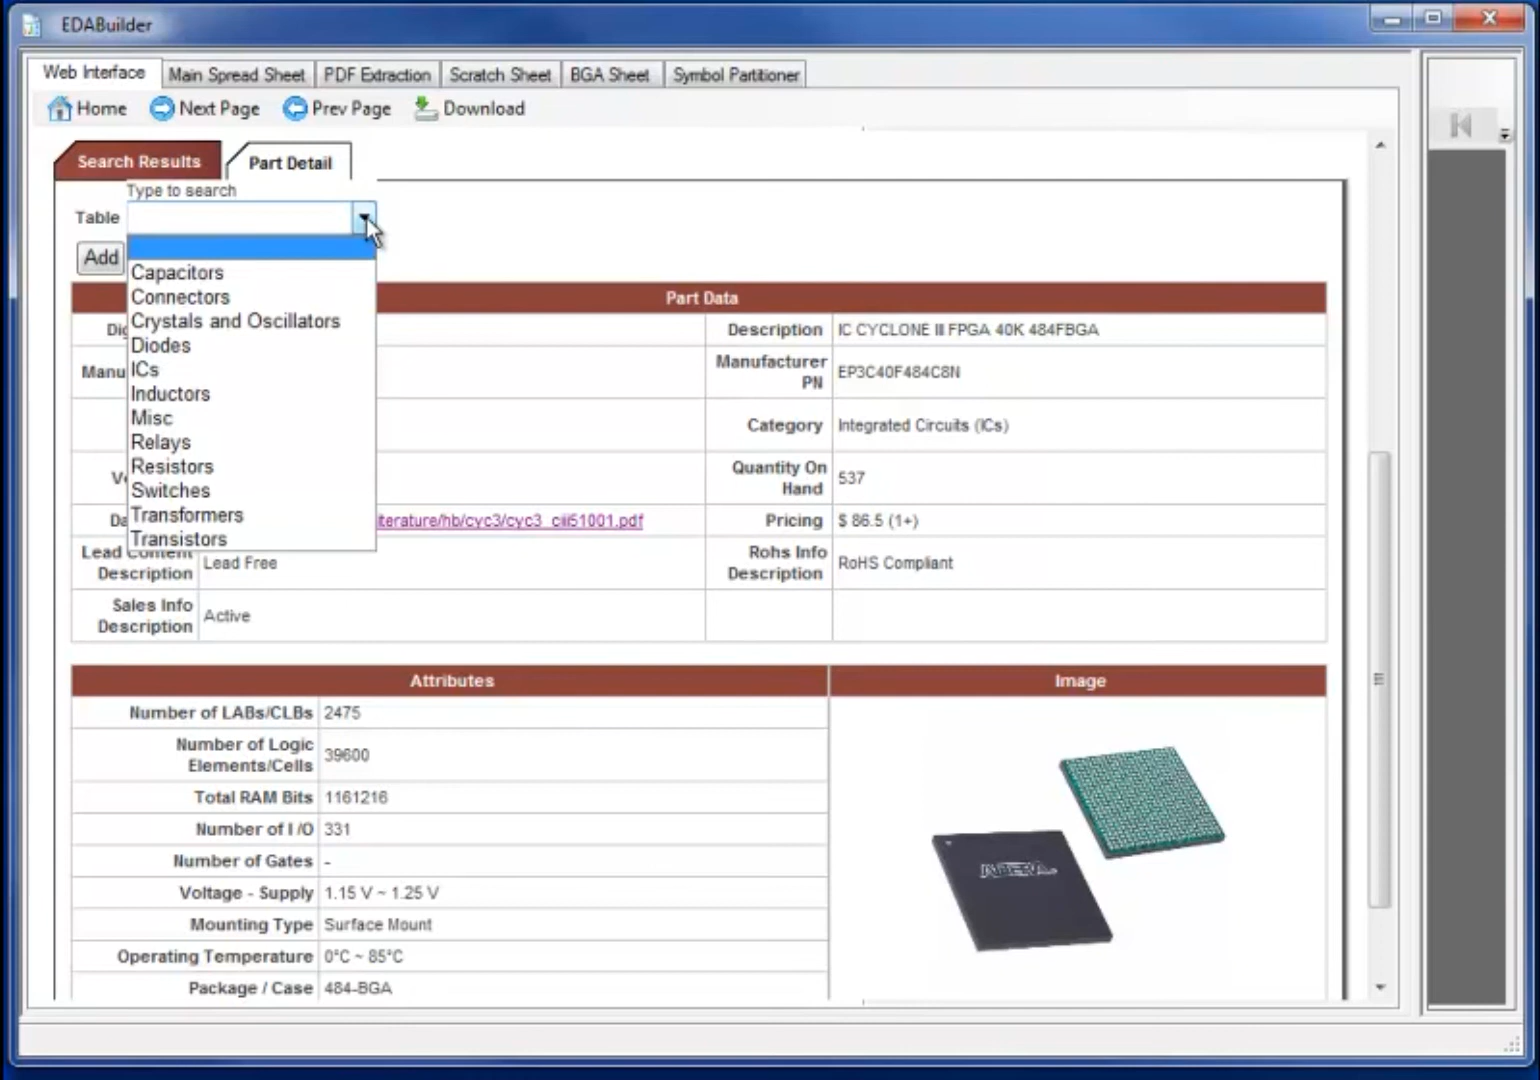 EDABuilder
Web Interface Main Spread Sheet PDF Extraction Scratch Sheet BGA Sheet Symbol Partitioner
Home Next Page Prev Page Download
Search Results Part Detail
Type to search
Table
Add
Capacitors
Connectors
Crystals and Oscillators
Diodes
ICs
Inductors
Misc
Relays
Resistors
Switches
Transformers
Transistors
Part Data
Description IC CYCLONE III FPGA 40K 484FBGA
Manufacturer
PN
EP3C40F484C8N
Category Integrated Circuits (ICs)
Quantity On
Hand
537
iterature/hb/cyc3/cyc3_ciii51001.pdf Pricing $ 86.5 (1+)
Lead Content
Description
Lead Free
Rohs Info
Description
RoHS Compliant
Sales Info
Description
Active
Attributes Image
Number of LABs/CLBs 2475
Number of Logic
Elements/Cells
39600
Total RAM Bits 1161216
Number of I /O 331
Number of Gates -
Voltage - Supply 1.15 V ~ 1.25 V
Mounting Type Surface Mount
Operating Temperature 0°C ~ 85°C
Package / Case 484-BGA
ALTERA